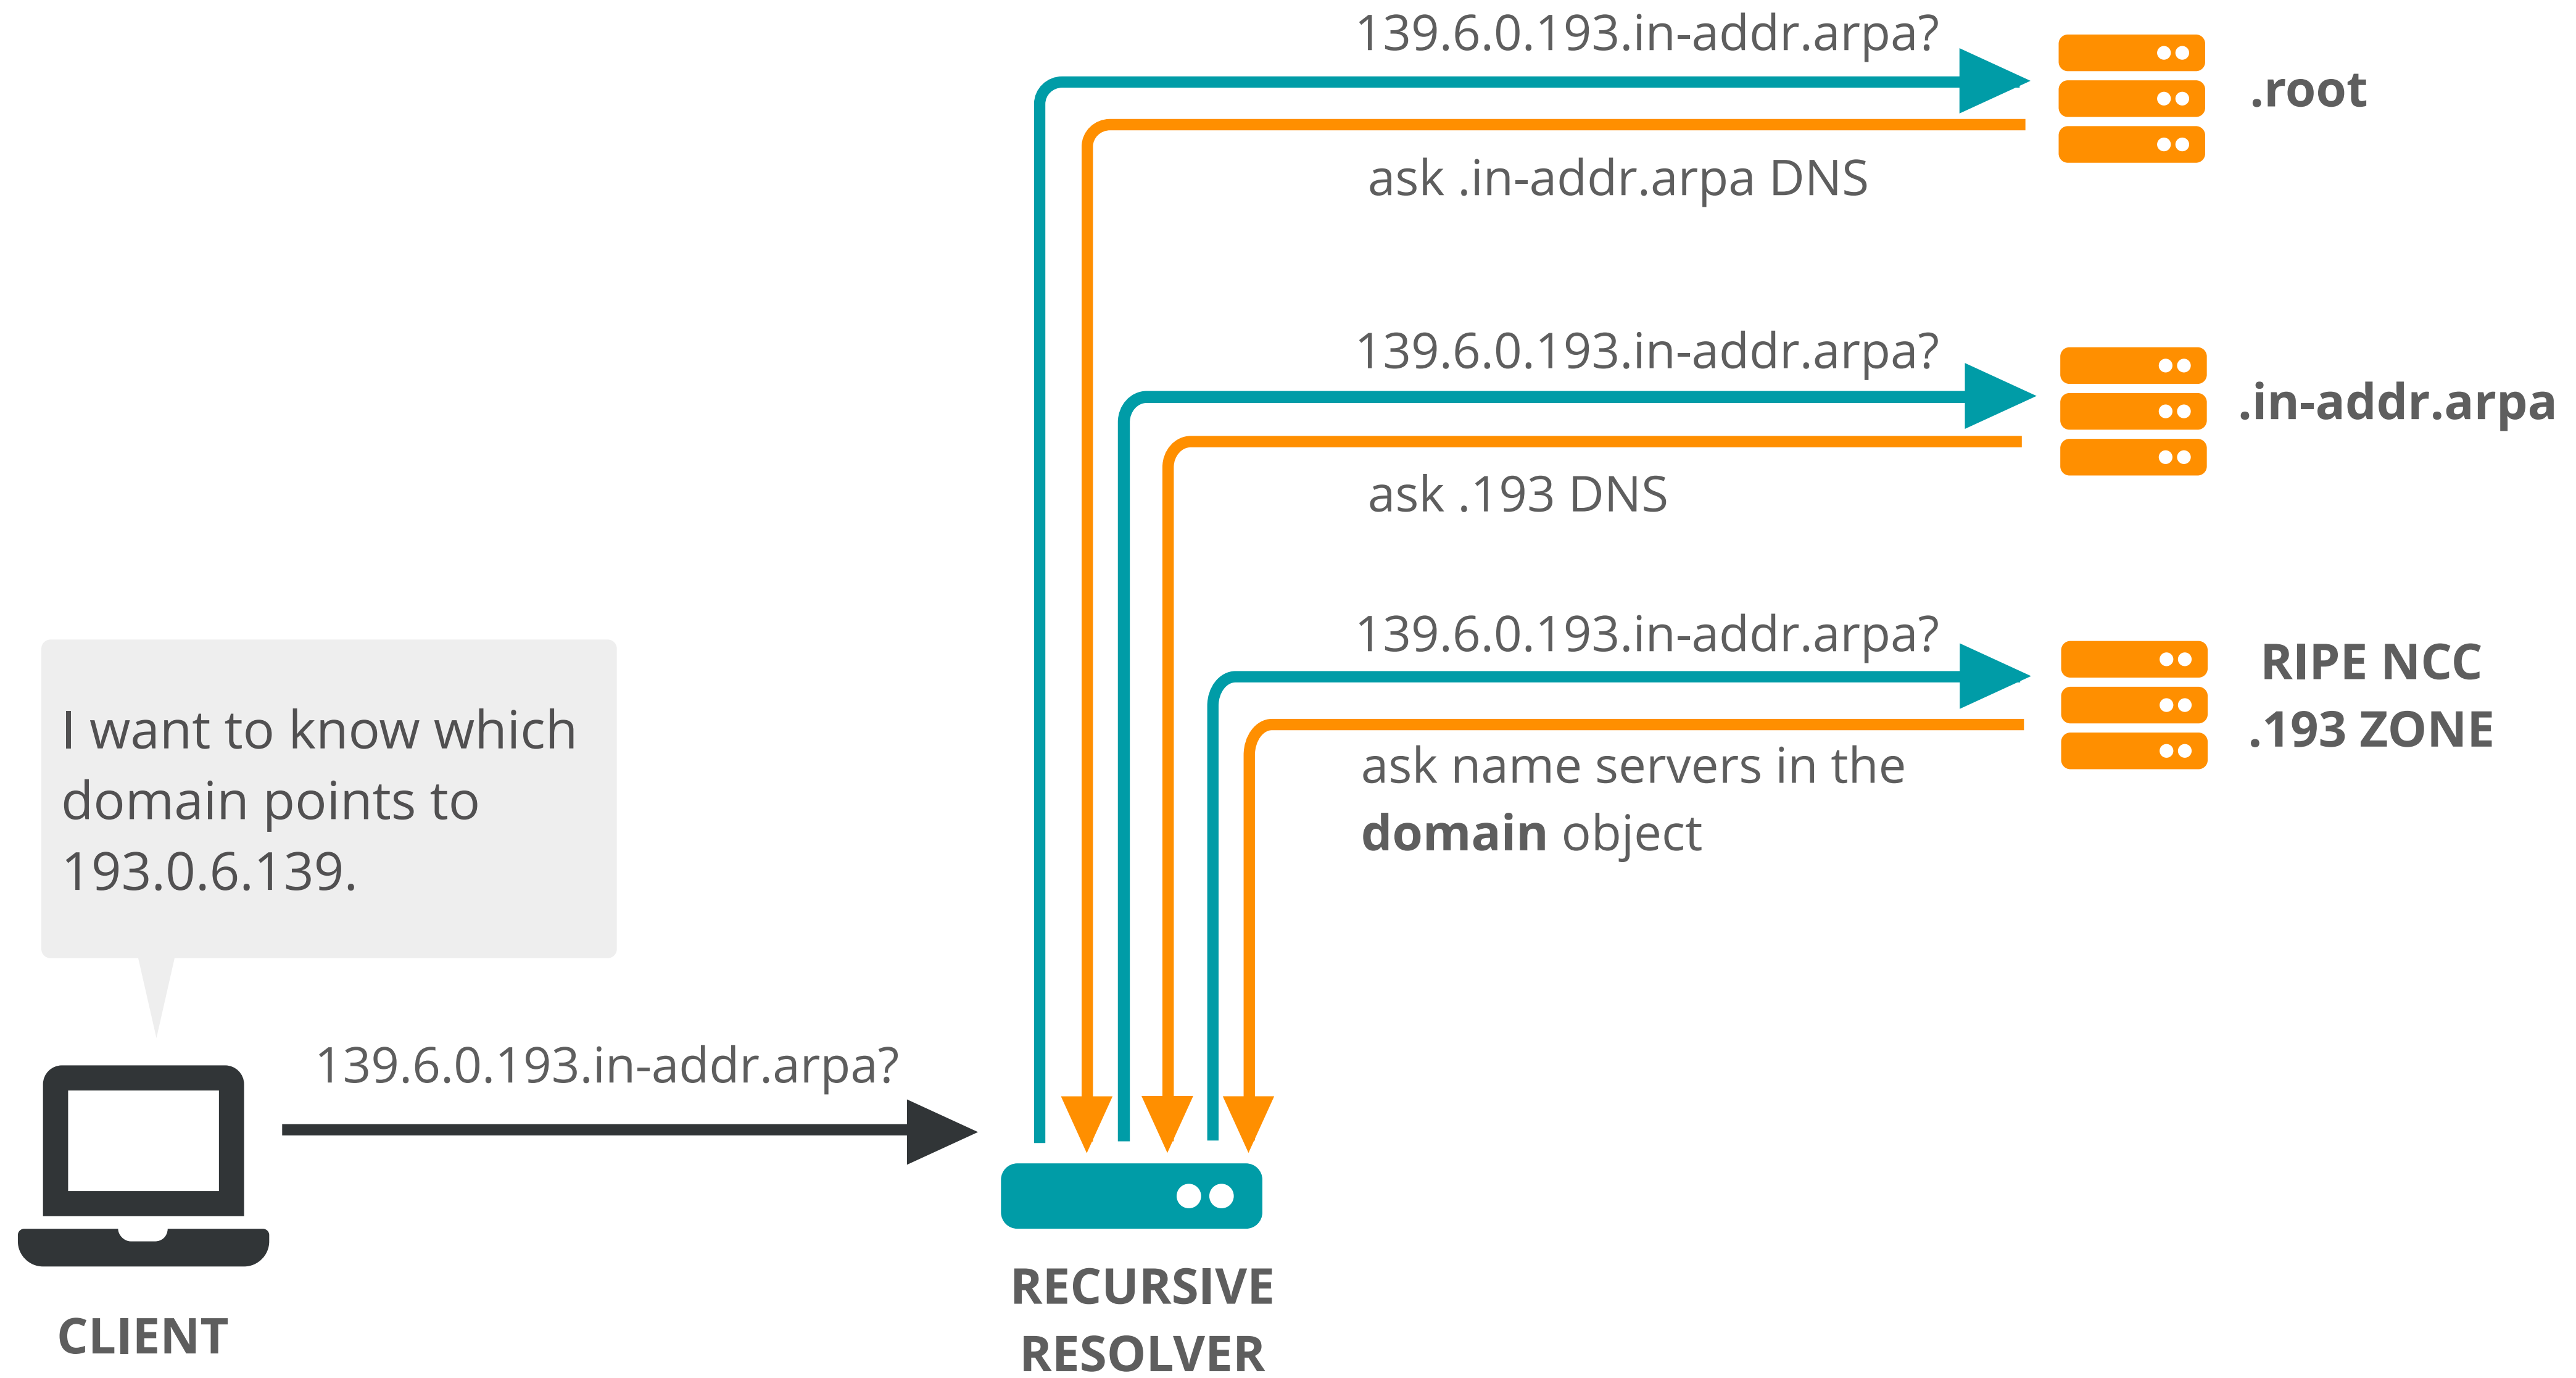 139.6.0.193.in-addr.arpa?
.root
ask .in-addr.arpa DNS
139.6.0.193.in-addr.arpa?
.in-addr.arpa
ask .193 DNS
139.6.0.193.in-addr.arpa?
RIPE NCC
.193 ZONE
ask name servers in the
domain object
I want to know which
domain points to
193.0.6.139.
139.6.0.193.in-addr.arpa?
CLIENT
RECURSIVE
RESOLVER